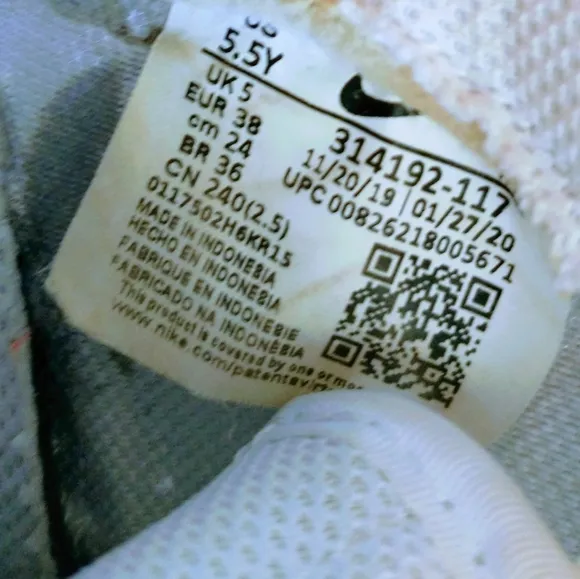 US
5.5Y
UK 5
EUR 38
cm 24
BR 36
CN 240(2.5)
0117502H6KR15
MADE IN INDONESIA
HECHO EN INDONESIA
FABRIQUE EN INDONESIE
FABRICADO NA INDONÉSIA
This product is covered by one or
www.nike.com/patents
314192-117
11/20/19 | 01/27/20
UPC 00826218005671